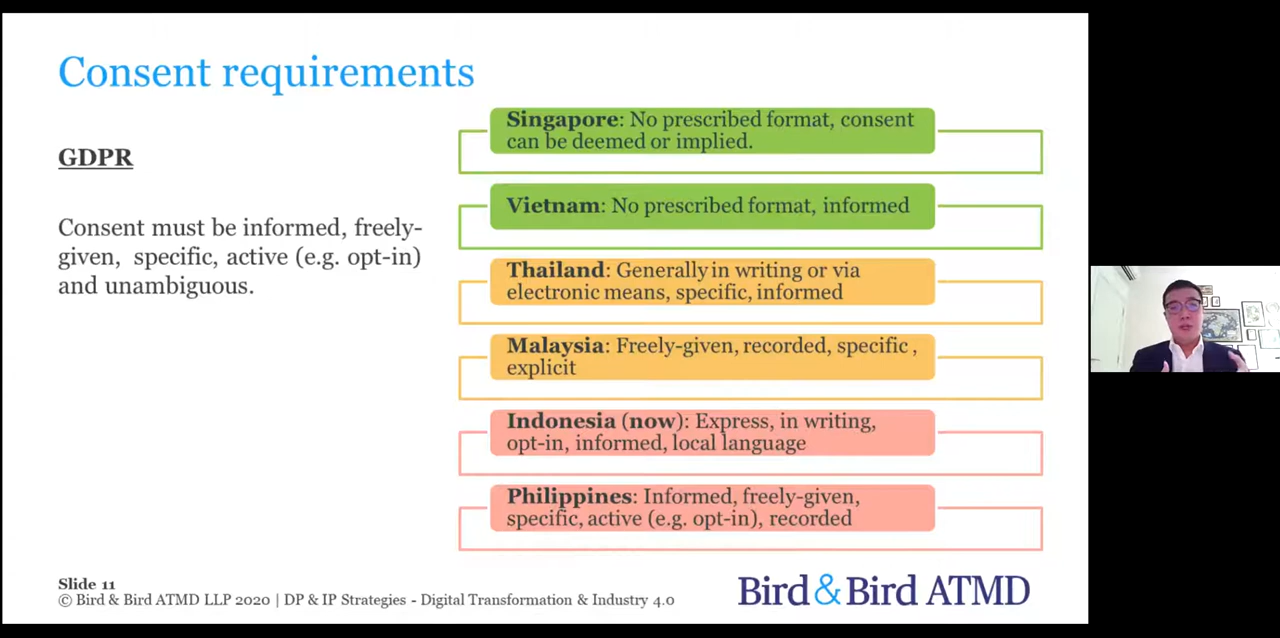 Consent requirements
GDPR
Consent must be informed, freely-
given, specific, active (e.g. opt-in)
and unambiguous.
Singapore: No prescribed format, consent
can be deemed or implied.
Vietnam: No prescribed format, informed
Thailand: Generally in writing or via
electronic means, specific, informed
Malaysia: Freely-given, recorded, specific ,
explicit
Indonesia (now): Express, in writing,
opt-in, informed, local language
Philippines: Informed, freely-given,
specific, active (e.g. opt-in), recorded
Slide 11
© Bird & Bird ATMD LLP 2020 | DP & IP Strategies - Digital Transformation & Industry 4.0
Bird & Bird ATMD